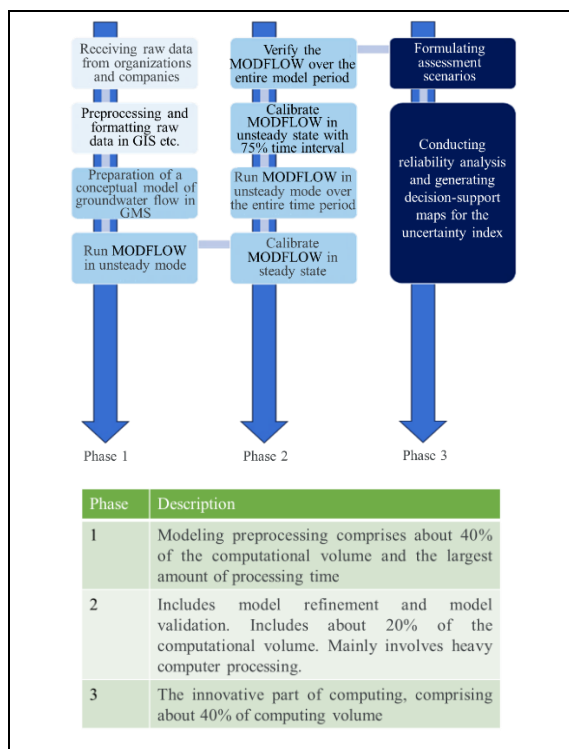 Receiving raw data
from organizations
and companies
Preprocessing and
formatting raw
data in GIS etc.
Preparation of a
conceptual model of
groundwater flow in
GMS
Run MODFLOW
in unsteady mode
Verify the
MODFLOW over the
entire model period
Calibrate
MODFLOW in
unsteady state with
75% time interval
Run MODFLOW in
unsteady mode over
the entire time period
Calibrate
MODFLOW in
steady state
Formulating
assessment
scenarios
Conducting
reliability analysis
and generating
decision-support
maps for the
uncertainty index
Phase 1
Phase 2
Phase 3
Phase Description
1 Modeling preprocessing comprises about 40%
of the computational volume and the largest
amount of processing time
2 Includes model refinement and model
validation. Includes about 20% of the
computational volume. Mainly involves heavy
computer processing.
3 The innovative part of computing, comprising
about 40% of computing volume